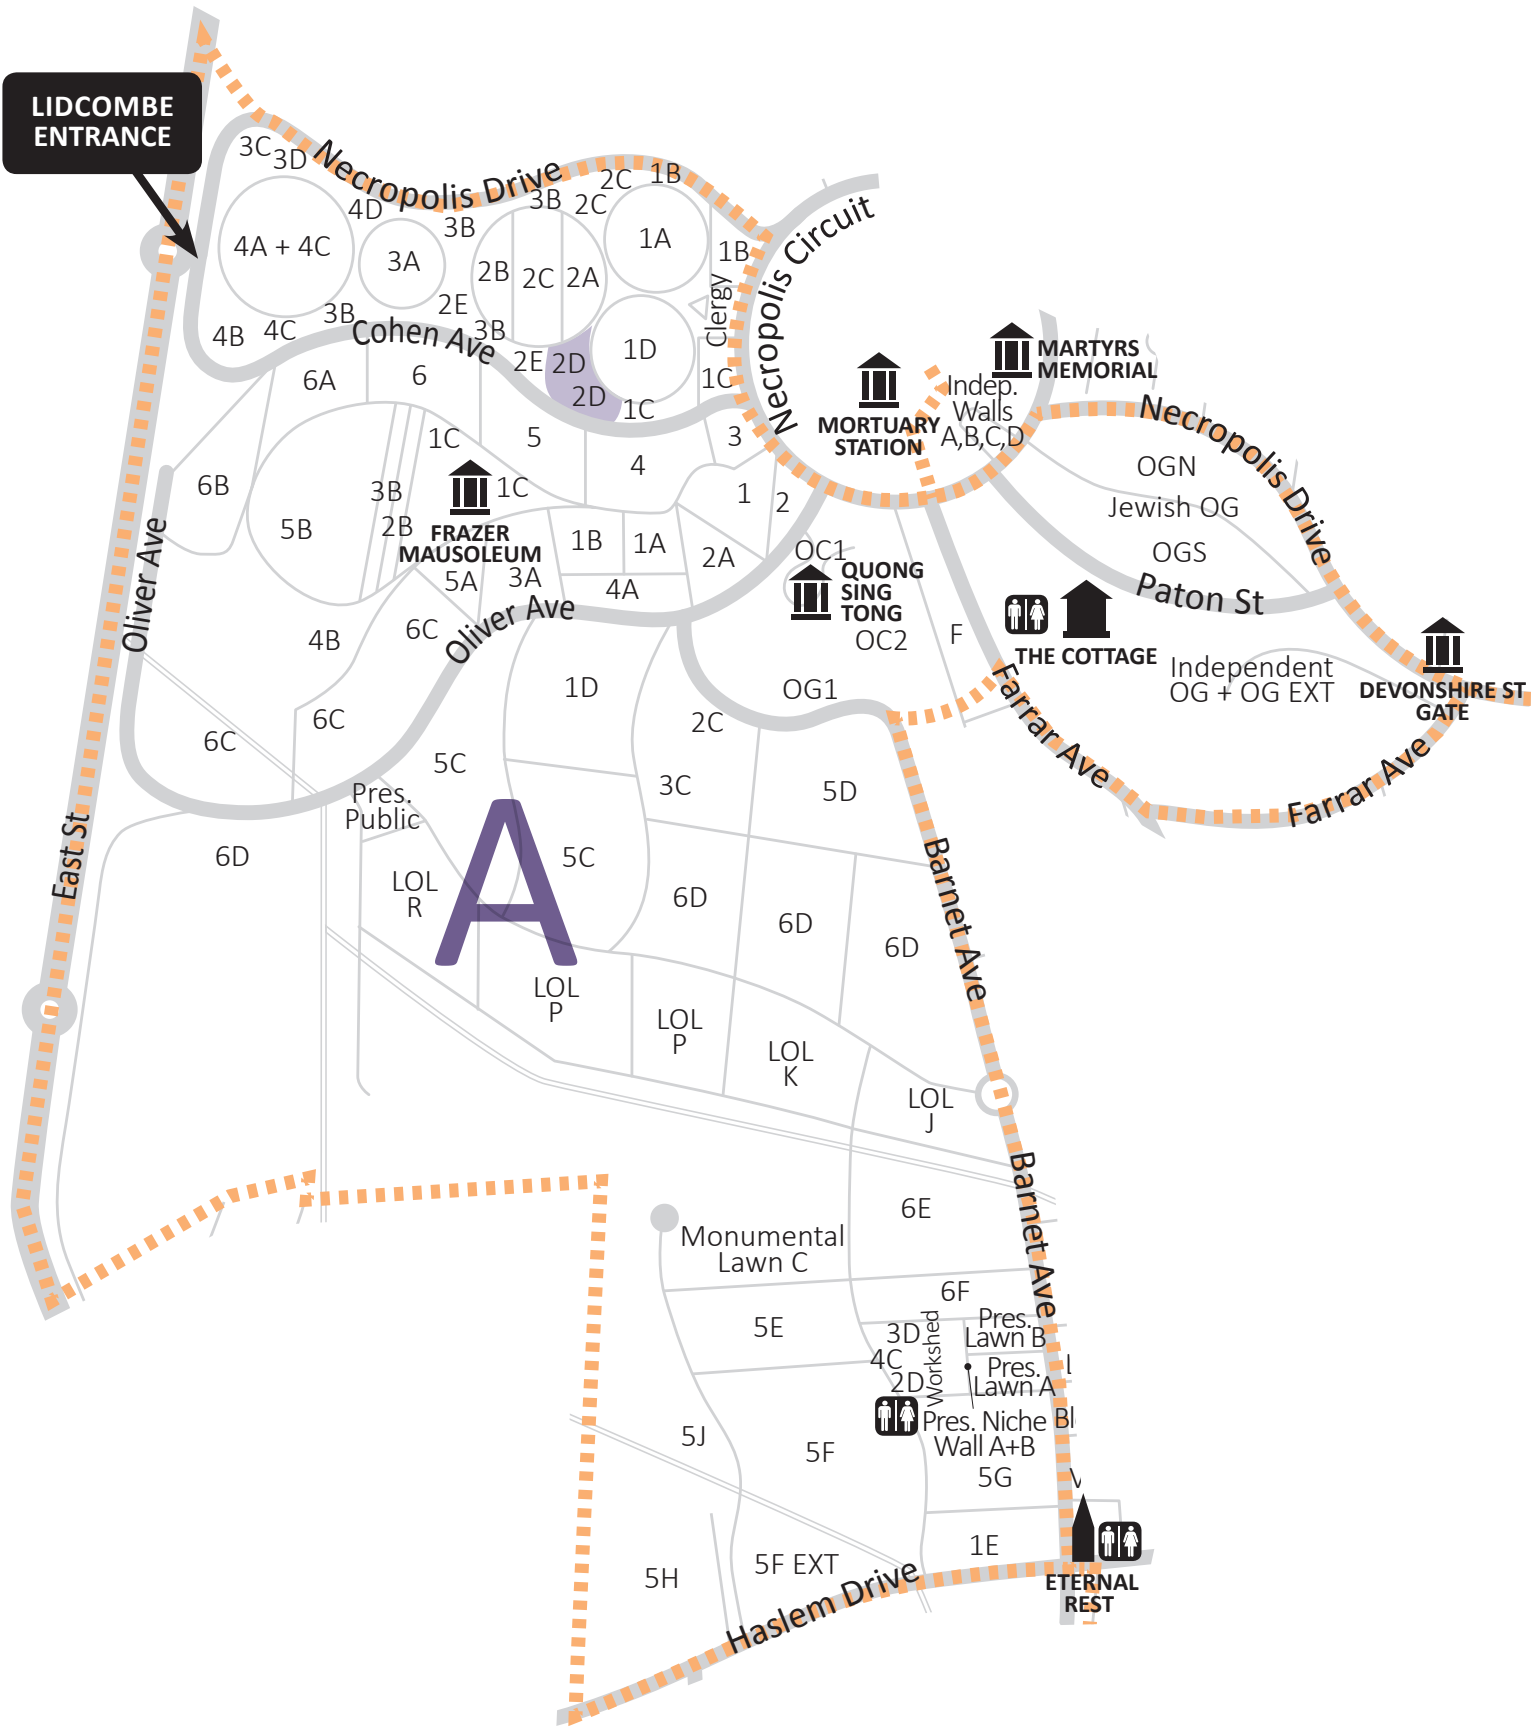 LIDCOMBE
ENTRANCE
Necropolis Drive
3C
3D
4D
3B
3B
2C
2C
1B
4A + 4C
3A
2B
2C
2A
1A
1B
Clergy
Necropolis Circuit
2E
3B
3B
4B
4C
Cohen Ave
2E
2D
2D
1D
1C
1C
6A
6
5
4
3
1
2
6B
5B
3B
2B
1C
1C
FRAZER
MAUSOLEUM
1B
1A
2A
5A
3A
4A
Oliver Ave
Oliver Ave
4B
6C
6C
6C
MORTUARY
STATION
Indep.
Walls
A,B,C,D
MARTYRS
MEMORIAL
Necropolis Drive
OGN
Jewish OG
OGS
Paton St
OC1
QUONG
SING
TONG
OC2
F
THE COTTAGE
Independent
OG + OG EXT
DEVONSHIRE ST
GATE
Farrar Ave
Farrar Ave
OG1
1D
2C
3C
5D
5C
Pres.
Public
East St
6D
LOL
R
A
5C
6D
6D
6D
Barnet Ave
LOL
P
LOL
P
LOL
K
LOL
J
Barnet Ave
6E
Monumental
Lawn C
6F
5E
3D
4C
2D
Workshed
Pres.
Lawn B
Pres.
Lawn A
Pres. Niche
Wall A+B
Bl
5J
5F
5G
1E
5H
5F EXT
Haslem Drive
ETERNAL
REST